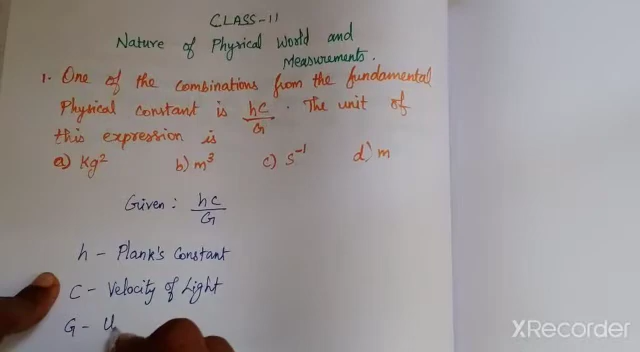 CLASS-11
Nature of Physical World and
Measurements.
1. One of the combinations from the fundamental
Physical constant is hc/G. The unit of
this expression is
a) Kg²   b) m³   c) S⁻¹   d) m
Given: hc/G
h - Plank's Constant
C - Velocity of Light
G - U
XRecorder